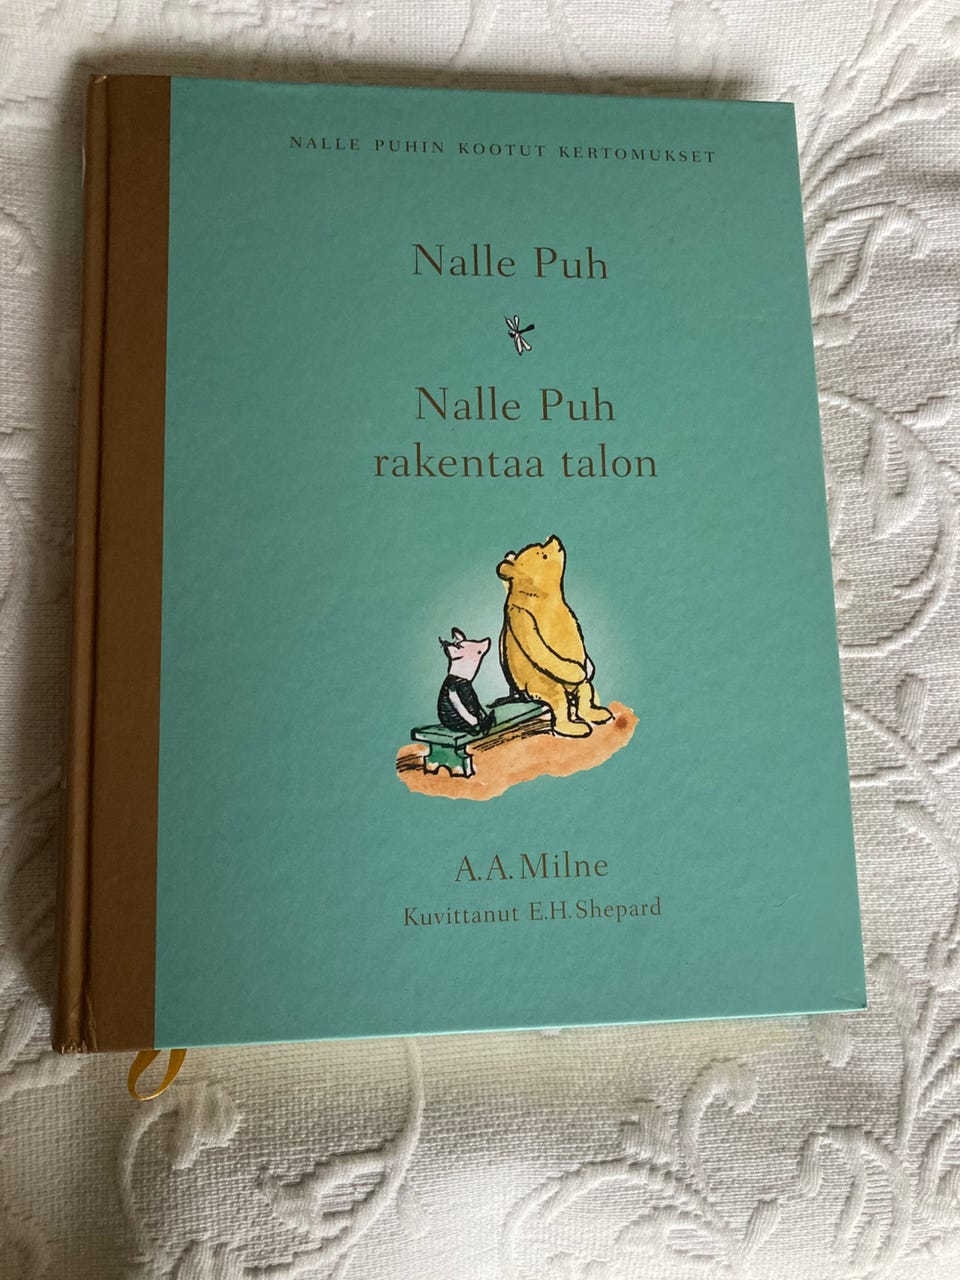 NALLE PUHIN KOOTUT KERTOMUKSET
Nalle Puh
Nalle Puh
rakentaa talon
A.A. Milne
Kuvittanut E.H. Shepard